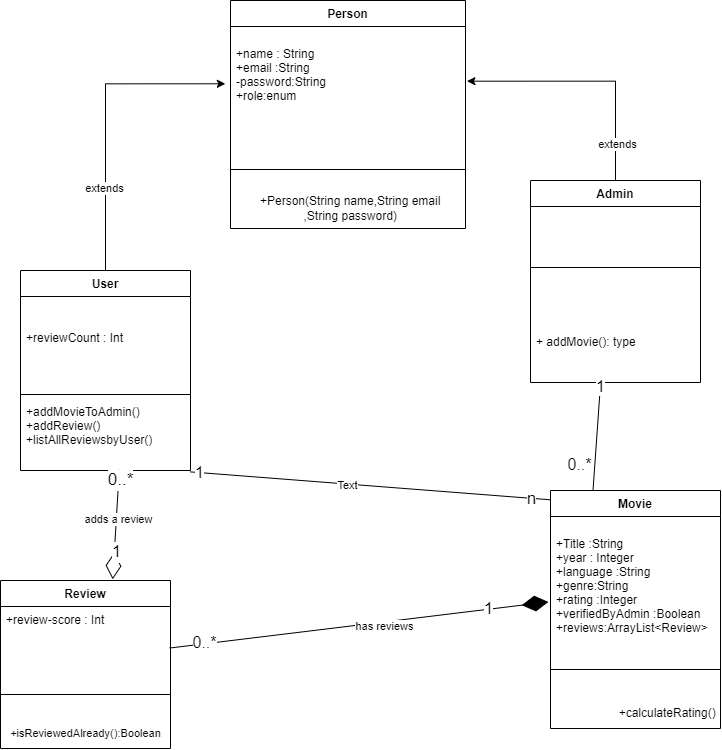 Person
+name : String
+email :String
-password:String
+role:enum
+Person(String name,String email
,String password)
extends
extends
Admin
+ addMovie(): type
User
+reviewCount : Int
+addMovieToAdmin()
+addReview()
+listAllReviewsbyUser()
1
0..*
0..*
1
Text
n
adds a review
1
Movie
+Title :String
+year : Integer
+language :String
+genre:String
+rating :Integer
+verifiedByAdmin :Boolean
+reviews:ArrayList<Review>
+calculateRating()
Review
+review-score : Int
+isReviewedAlready():Boolean
0..*
has reviews
1